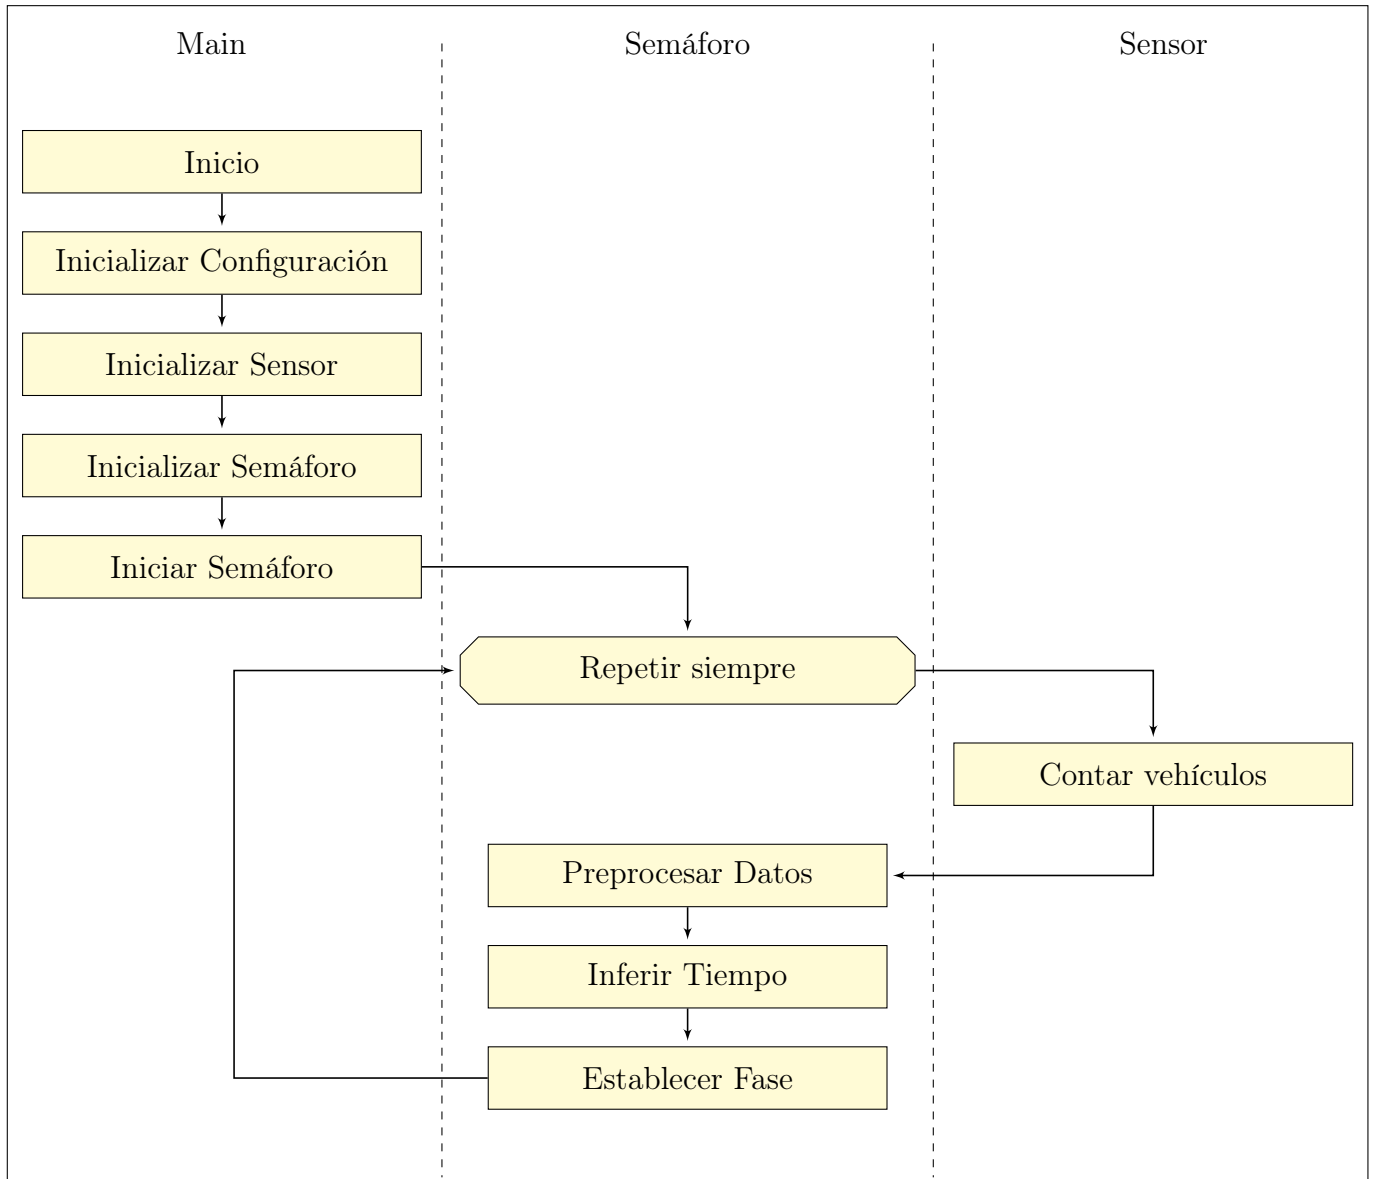 Main
Semáforo
Sensor
Inicio
Inicializar Configuración
Inicializar Sensor
Inicializar Semáforo
Iniciar Semáforo
Repetir siempre
Contar vehículos
Preprocesar Datos
Inferir Tiempo
Establecer Fase